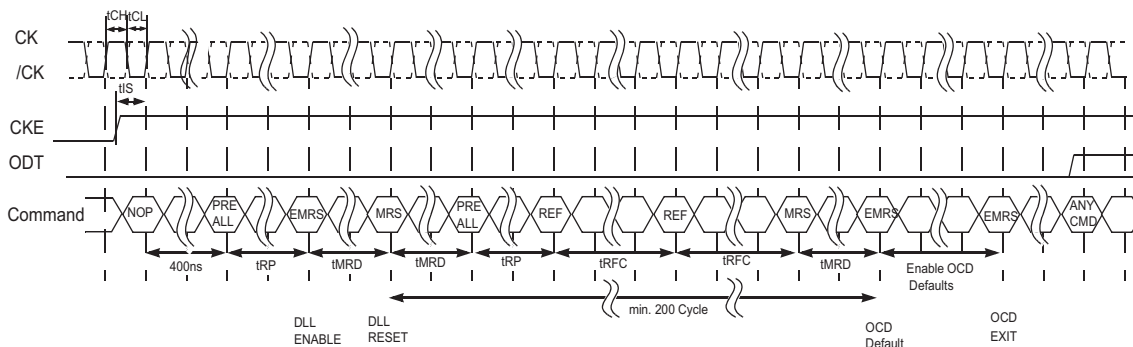 tCH tCL
CK
/CK
tIS
CKE
ODT
Command
NOP
PRE
ALL
EMRS
MRS
PRE
ALL
REF
REF
MRS
EMRS
EMRS
ANY
CMD
400ns
tRP
tMRD
tMRD
tRP
tRFC
tRFC
tMRD
Enable OCD
Defaults
min. 200 Cycle
DLL
ENABLE
DLL
RESET
OCD
Default
OCD
EXIT